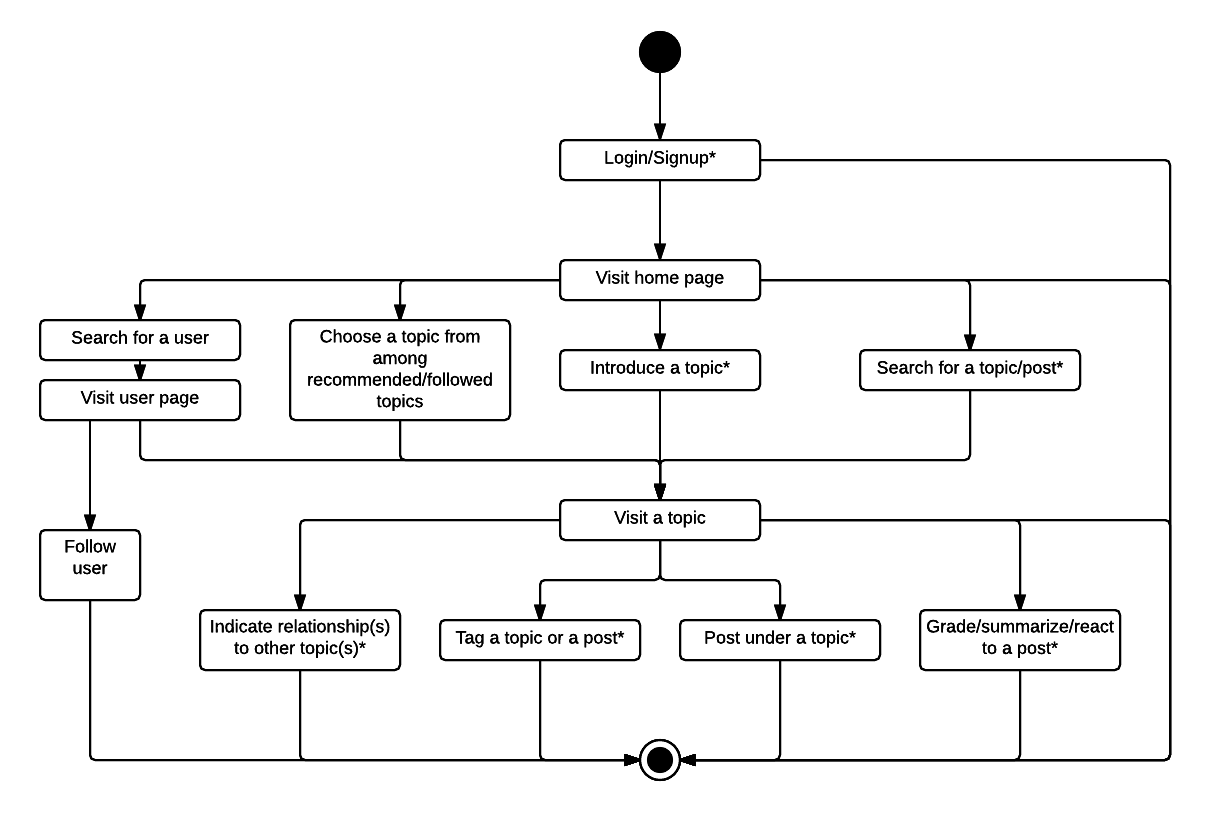 Login/Signup*
Visit home page
Search for a user
Choose a topic from
among
recommended/followed
topics
Introduce a topic*
Search for a topic/post*
Visit user page
Visit a topic
Follow
user
Indicate relationship(s)
to other topic(s)*
Tag a topic or a post*
Post under a topic*
Grade/summarize/react
to a post*